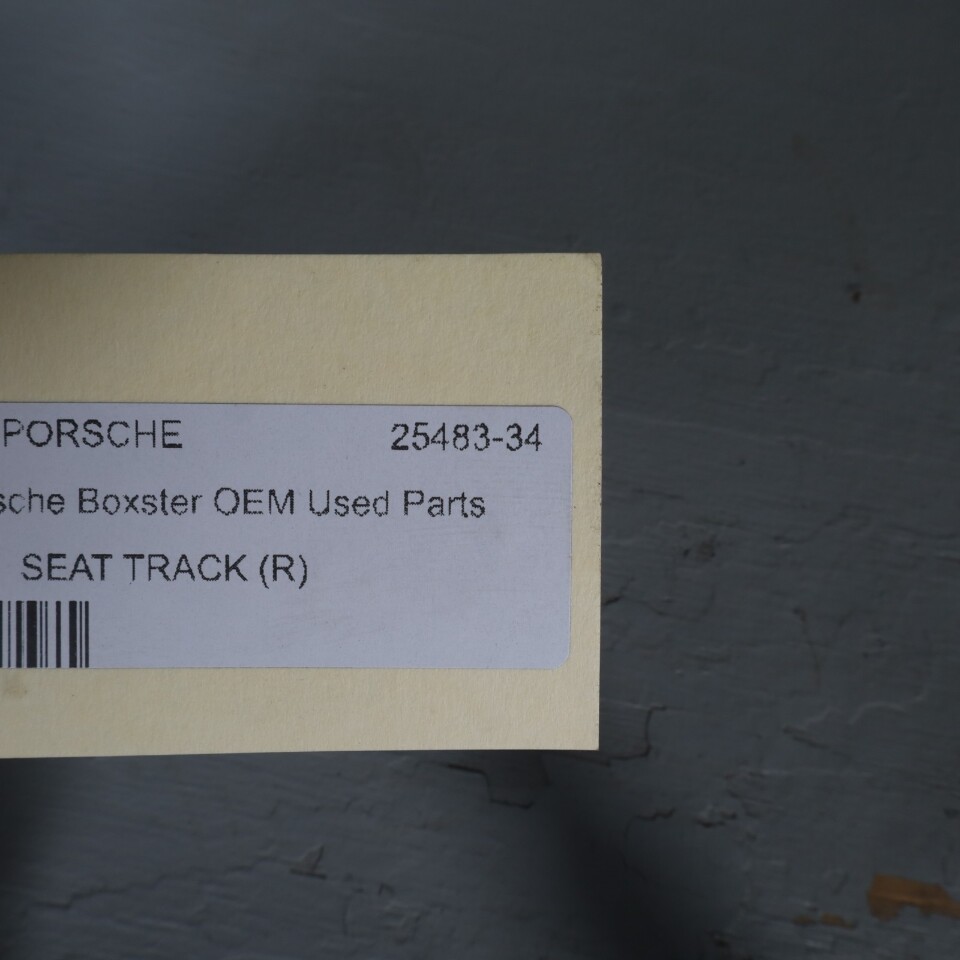 PORSCHE 25483-34
sche Boxster OEM Used Parts
SEAT TRACK (R)